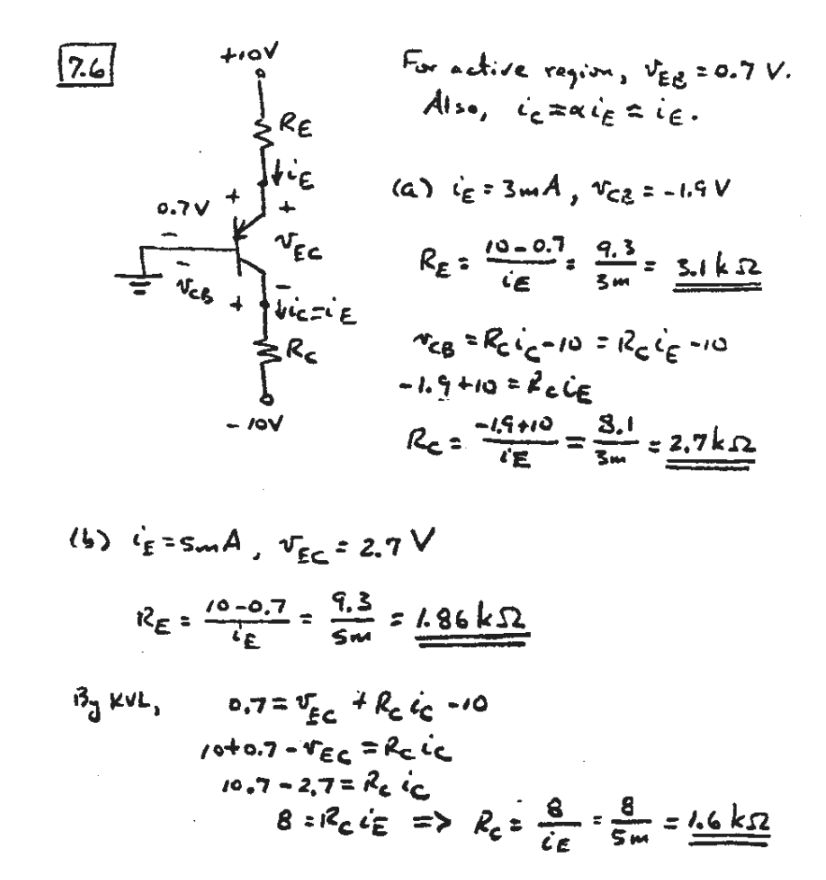 7.6
+10V
For active region, v_EB = 0.7 V.
Also, i_C = αi_E ≈ i_E.
R_E
↓i_E
(a) i_E = 3mA, v_CB = -1.9 V
0.7V + +
− v_EC
R_E = (10-0.7)/i_E = 9.3/3m = 3.1 kΩ
− −
v_CB + ↓i_C=i_E
v_CB = R_C i_C -10 = R_C i_E -10
R_C
-1.9+10 = R_C i_E
- 10V
R_C = (-1.9+10)/i_E = 8.1/3m = 2.7 kΩ
(b) i_E = 5mA, v_EC = 2.7 V
R_E = (10-0.7)/i_E = 9.3/5m = 1.86 kΩ
By KVL, 0.7 = v_EC + R_C i_C -10
10+0.7 - v_EC = R_C i_C
10.7 - 2.7 = R_C i_C
8 = R_C i_E => R_C = 8/i_E = 8/5m = 1.6 kΩ